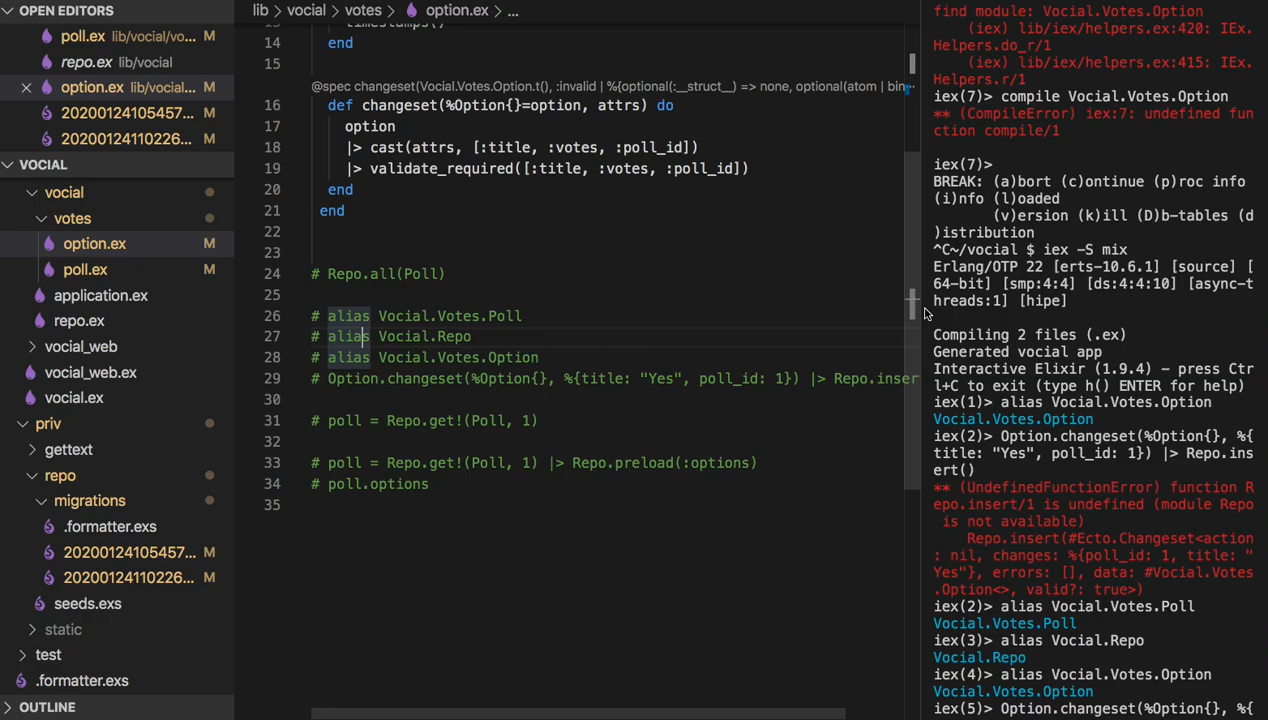 OPEN EDITORS
poll.ex lib/vocial/vo... M
repo.ex lib/vocial
option.ex lib/vocial... M
20200124105457... M
20200124110226... M
VOCIAL
vocial
votes
option.ex M
poll.ex M
application.ex
repo.ex
vocial_web
vocial_web.ex
vocial.ex
priv
gettext
repo
migrations
.formatter.exs
20200124105457... M
20200124110226... M
seeds.exs
static
test
.formatter.exs
OUTLINE
lib > vocial > votes > option.ex > ...
14 end
15
@spec changeset(Vocial.Votes.Option.t(), :invalid | %{optional(:__struct__) => none, optional(atom | bin...
16 def changeset(%Option{}=option, attrs) do
17 option
18 |> cast(attrs, [:title, :votes, :poll_id])
19 |> validate_required([:title, :votes, :poll_id])
20 end
21 end
22
23
24 # Repo.all(Poll)
25
26 # alias Vocial.Votes.Poll
27 # alias Vocial.Repo
28 # alias Vocial.Votes.Option
29 # Option.changeset(%Option{}, %{title: "Yes", poll_id: 1}) |> Repo.inser
30
31 # poll = Repo.get!(Poll, 1)
32
33 # poll = Repo.get!(Poll, 1) |> Repo.preload(:options)
34 # poll.options
35
find module: Vocial.Votes.Option
(iex) lib/iex/helpers.ex:420: IEx.
Helpers.do_r/1
(iex) lib/iex/helpers.ex:415: IEx.
Helpers.r/1
iex(7)> compile Vocial.Votes.Option
** (CompileError) iex:7: undefined fun
ction compile/1
iex(7)>
BREAK: (a)bort (c)ontinue (p)roc info
(i)nfo (l)oaded
(v)ersion (k)ill (D)b-tables (d
)istribution
^C~/vocial $ iex -S mix
Erlang/OTP 22 [erts-10.6.1] [source] [
64-bit] [smp:4:4] [ds:4:4:10] [async-t
hreads:1] [hipe]
Compiling 2 files (.ex)
Generated vocial app
Interactive Elixir (1.9.4) - press Ctr
l+C to exit (type h() ENTER for help)
iex(1)> alias Vocial.Votes.Option
Vocial.Votes.Option
iex(2)> Option.changeset(%Option{}, %{
title: "Yes", poll_id: 1}) |> Repo.ins
ert()
** (UndefinedFunctionError) function R
epo.insert/1 is undefined (module Repo
is not available)
Repo.insert(#Ecto.Changeset<action
: nil, changes: %{poll_id: 1, title: "
Yes"}, errors: [], data: #Vocial.Votes
.Option<>, valid?: true>)
iex(2)> alias Vocial.Votes.Poll
Vocial.Votes.Poll
iex(3)> alias Vocial.Repo
Vocial.Repo
iex(4)> alias Vocial.Votes.Option
Vocial.Votes.Option
iex(5)> Option.changeset(%Option{}, %{